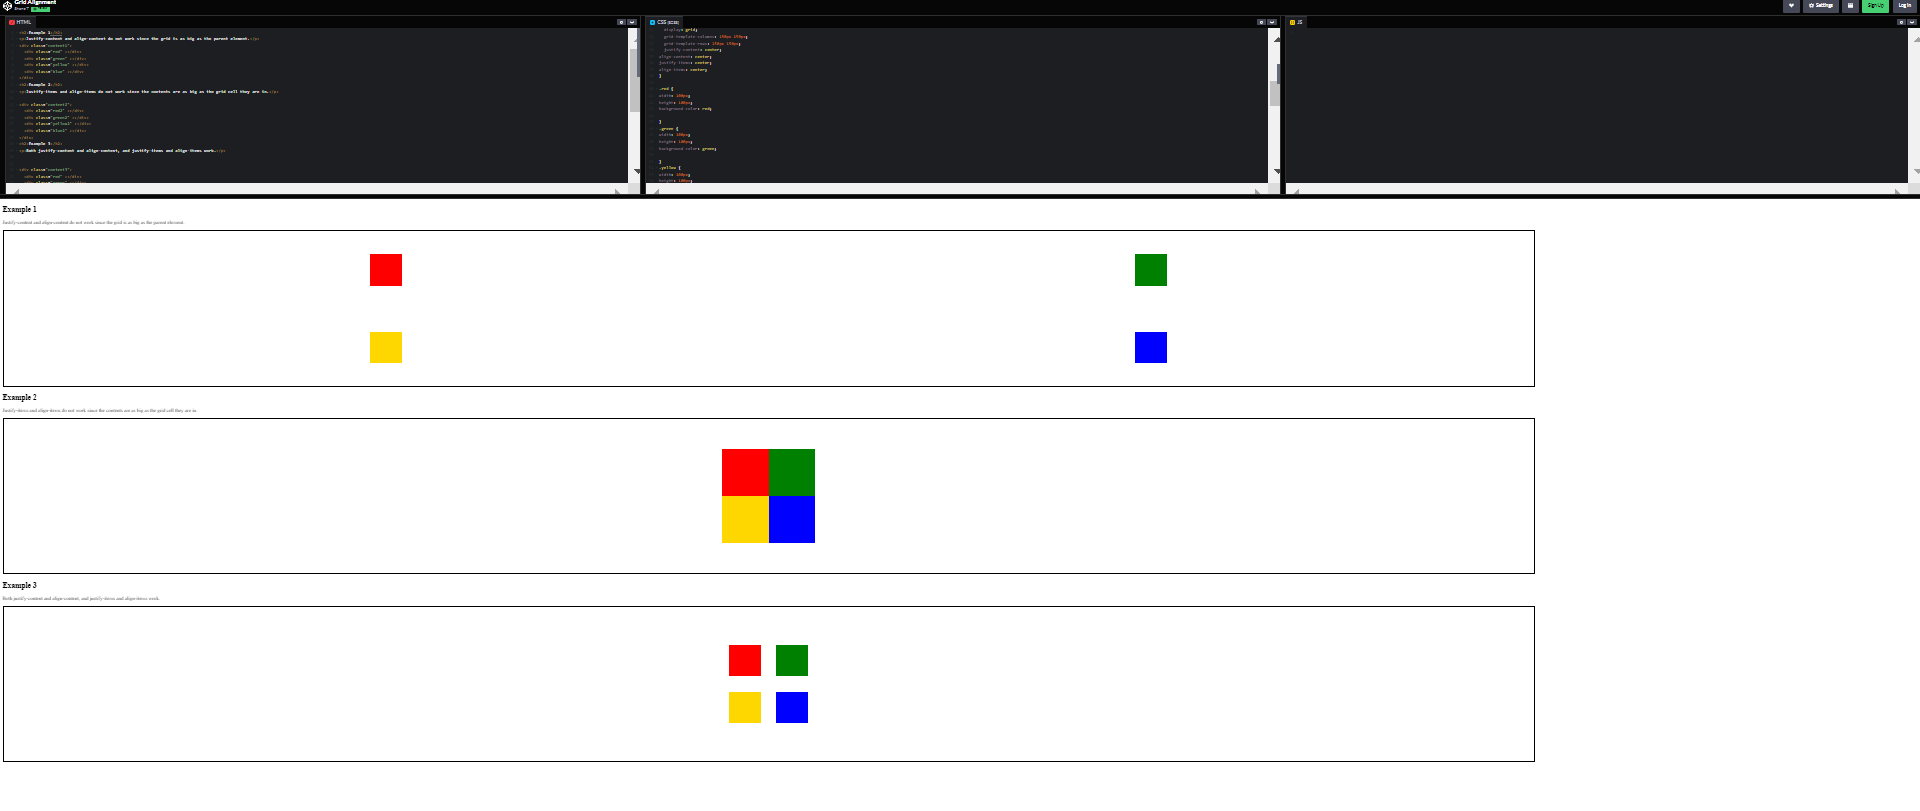 Grid Alignment
Settings
Sign Up
Log In
HTML
<h2>Example 1</h2>
<p>Justify-content and align-content do not work since the grid is as big as the parent element.</p>
<div class="content1">
<div class="red" ></div>
<div class="green" ></div>
<div class="yellow" ></div>
<div class="blue" ></div>
</div>
<h2>Example 2</h2>
<p>Justify-items and align-items do not work since the contents are as big as the grid cell they are in.</p>
<div class="content2">
<div class="red2" ></div>
<div class="green2" ></div>
<div class="yellow2" ></div>
<div class="blue2" ></div>
</div>
<h2>Example 3</h2>
<p>Both justify-content and align-content, and justify-items and align-items work.</p>
<div class="content3">
<div class="red" ></div>
CSS (SCSS)
display: grid;
grid-template-columns: 150px 150px;
grid-template-rows: 150px 150px;
justify-content: center;
align-content: center;
justify-items: center;
align-items: center;
}
.red {
width: 100px;
height: 100px;
background-color: red;
}
.green {
width: 100px;
height: 100px;
background-color: green;
}
.yellow {
width: 100px;
height: 100px;
JS
Example 1
Justify-content and align-content do not work since the grid is as big as the parent element.
Example 2
Justify-items and align-items do not work since the contents are as big as the grid cell they are in.
Example 3
Both justify-content and align-content, and justify-items and align-items work.